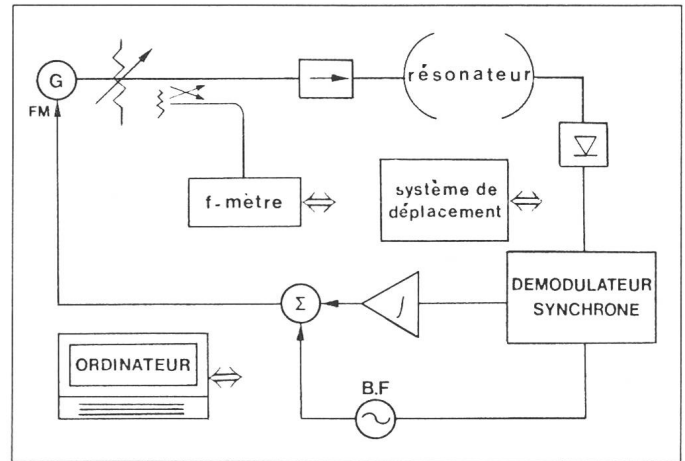 G
FM
résonateur
f-mètre
système de
déplacement
DEMODULATEUR
SYNCHRONE
Σ
∫
ORDINATEUR
B.F